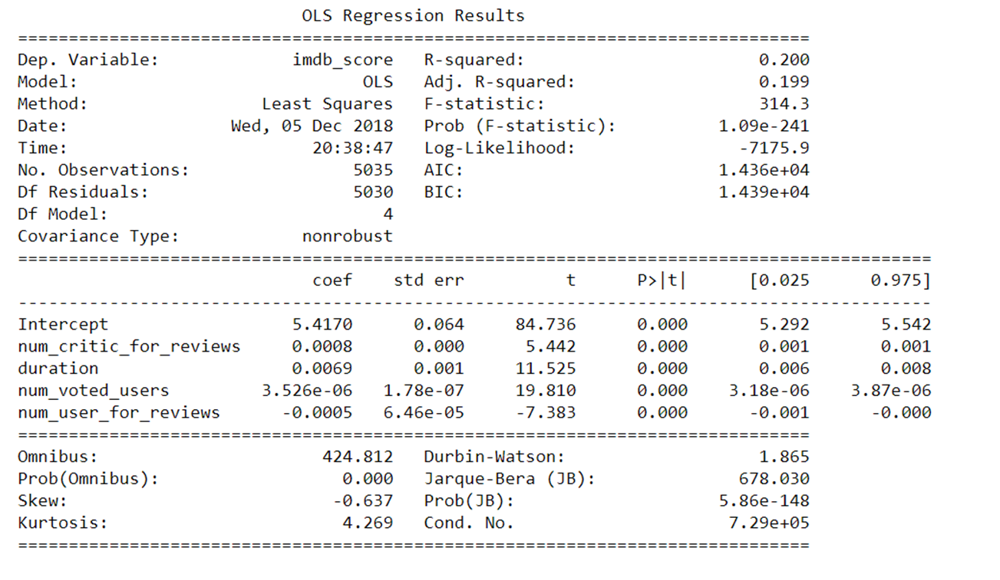 OLS Regression Results
==============================================================================
Dep. Variable: imdb_score R-squared: 0.200
Model: OLS Adj. R-squared: 0.199
Method: Least Squares F-statistic: 314.3
Date: Wed, 05 Dec 2018 Prob (F-statistic): 1.09e-241
Time: 20:38:47 Log-Likelihood: -7175.9
No. Observations: 5035 AIC: 1.436e+04
Df Residuals: 5030 BIC: 1.439e+04
Df Model: 4
Covariance Type: nonrobust
==========================================================================================
coef std err t P>|t| [0.025 0.975]
------------------------------------------------------------------------------------------
Intercept 5.4170 0.064 84.736 0.000 5.292 5.542
num_critic_for_reviews 0.0008 0.000 5.442 0.000 0.001 0.001
duration 0.0069 0.001 11.525 0.000 0.006 0.008
num_voted_users 3.526e-06 1.78e-07 19.810 0.000 3.18e-06 3.87e-06
num_user_for_reviews -0.0005 6.46e-05 -7.383 0.000 -0.001 -0.000
==============================================================================
Omnibus: 424.812 Durbin-Watson: 1.865
Prob(Omnibus): 0.000 Jarque-Bera (JB): 678.030
Skew: -0.637 Prob(JB): 5.86e-148
Kurtosis: 4.269 Cond. No. 7.29e+05
==============================================================================